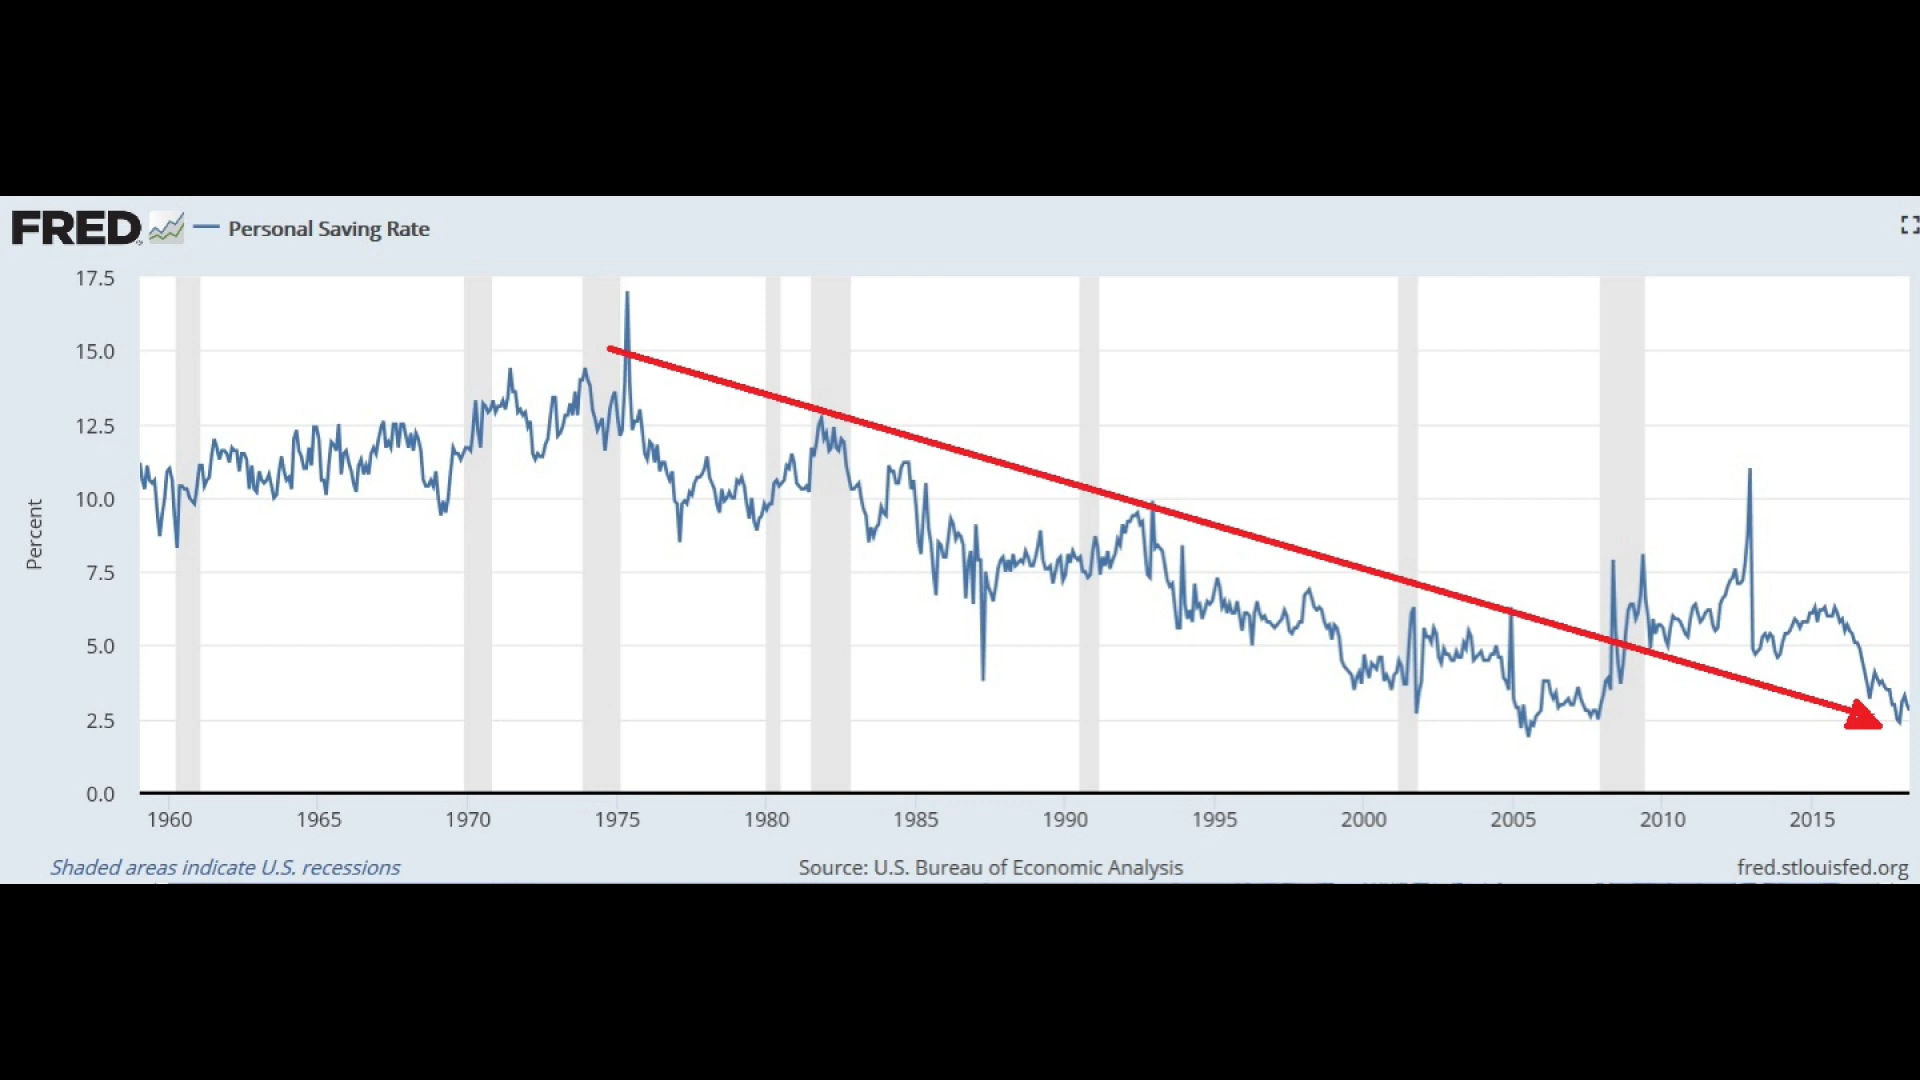 FRED
Personal Saving Rate
17.5
15.0
12.5
10.0
7.5
5.0
2.5
0.0
Percent
1960 1965 1970 1975 1980 1985 1990 1995 2000 2005 2010 2015
Shaded areas indicate U.S. recessions
Source: U.S. Bureau of Economic Analysis
fred.stlouisfed.org